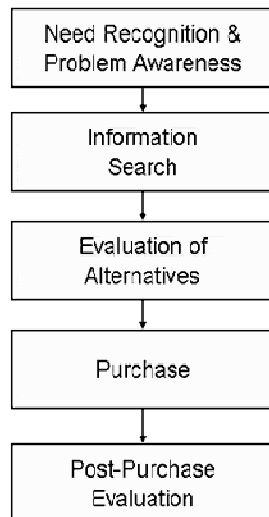 Need Recognition &
Problem Awareness
Information
Search
Evaluation of
Alternatives
Purchase
Post-Purchase
Evaluation